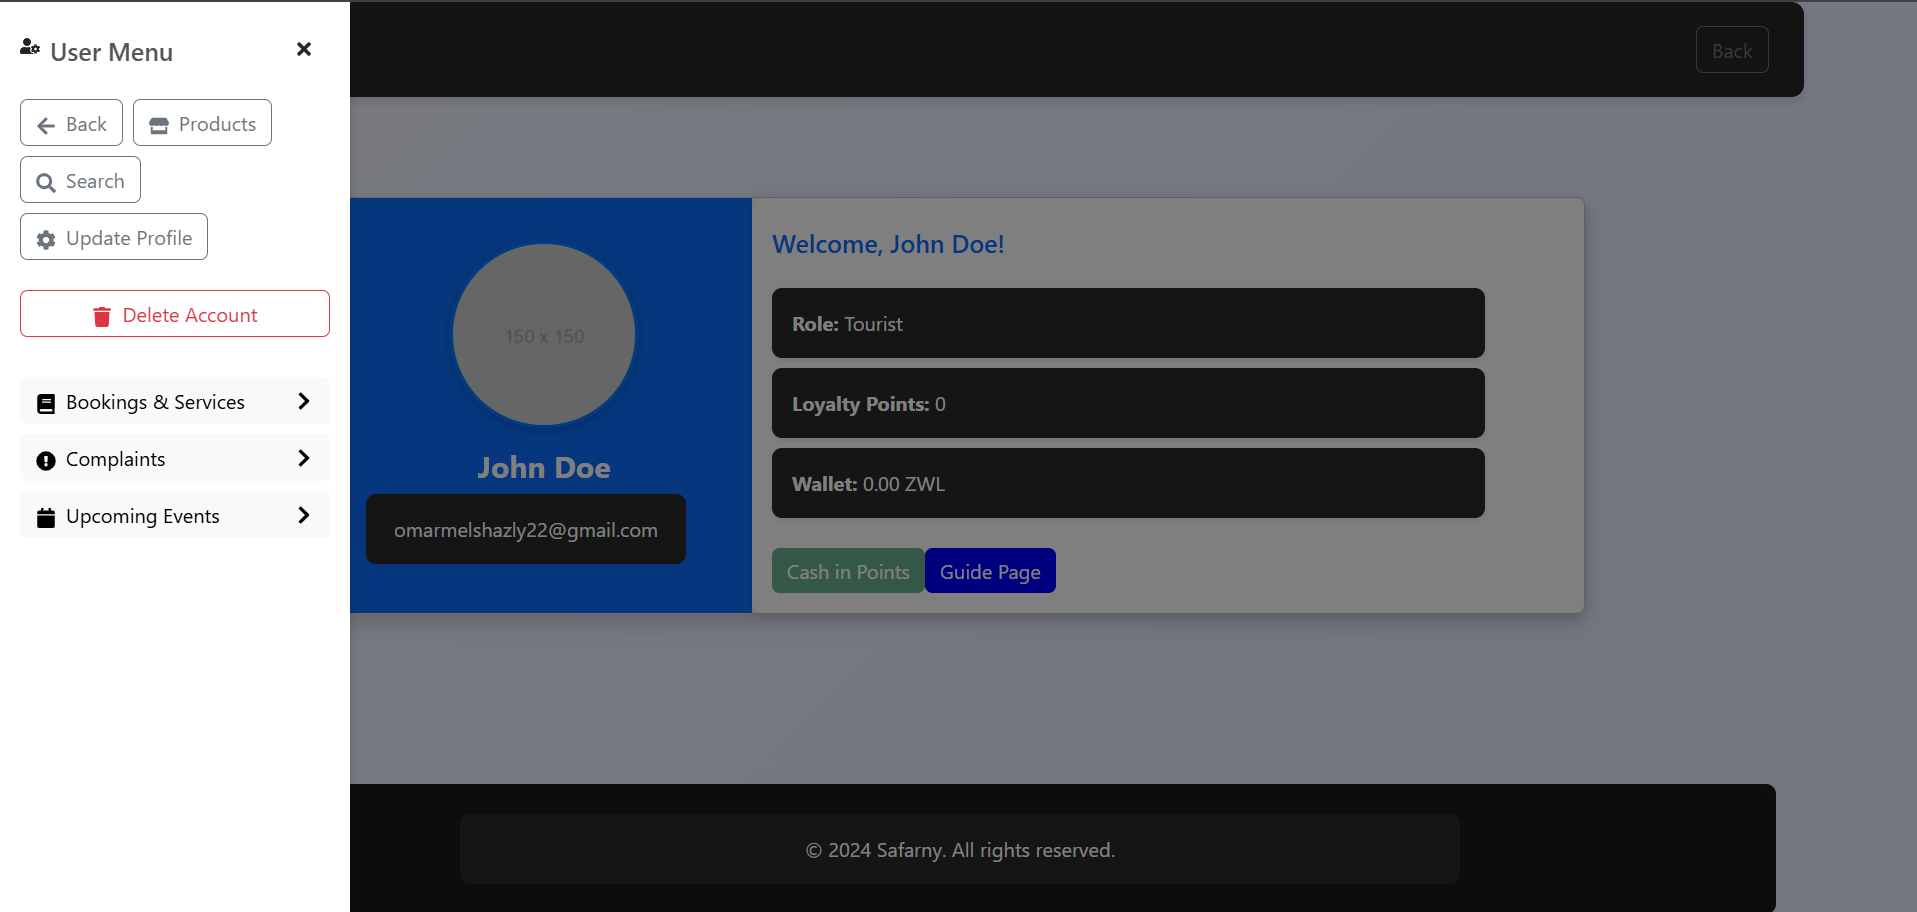 User Menu
Back
Products
Search
Update Profile
Delete Account
Bookings & Services
Complaints
Upcoming Events
Back
150 x 150
John Doe
omarmelshazly22@gmail.com
Welcome, John Doe!
Role: Tourist
Loyalty Points: 0
Wallet: 0.00 ZWL
Cash in Points
Guide Page
© 2024 Safarny. All rights reserved.